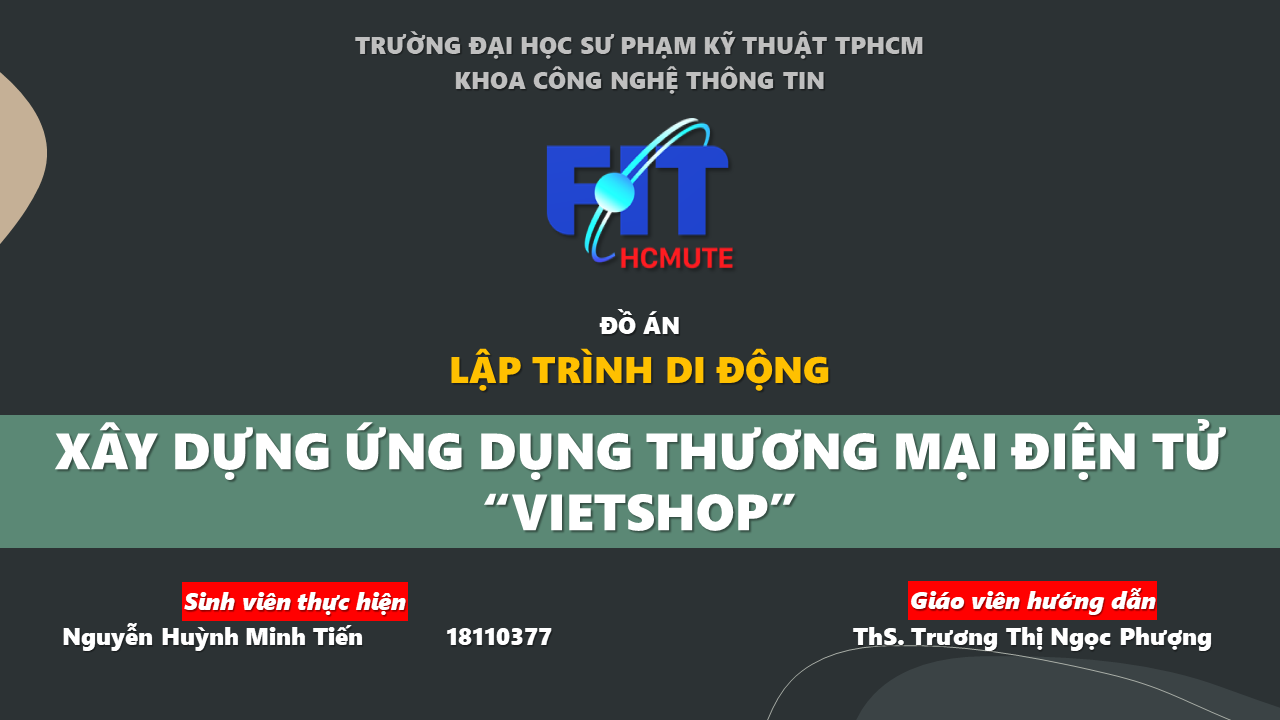 TRƯỜNG ĐẠI HỌC SƯ PHẠM KỸ THUẬT TPHCM
KHOA CÔNG NGHỆ THÔNG TIN
FIT
HCMUTE
ĐỒ ÁN
LẬP TRÌNH DI ĐỘNG
XÂY DỰNG ỨNG DỤNG THƯƠNG MẠI ĐIỆN TỬ
“VIETSHOP”
Sinh viên thực hiện
Nguyễn Huỳnh Minh Tiến 18110377
Giáo viên hướng dẫn
ThS. Trương Thị Ngọc Phượng